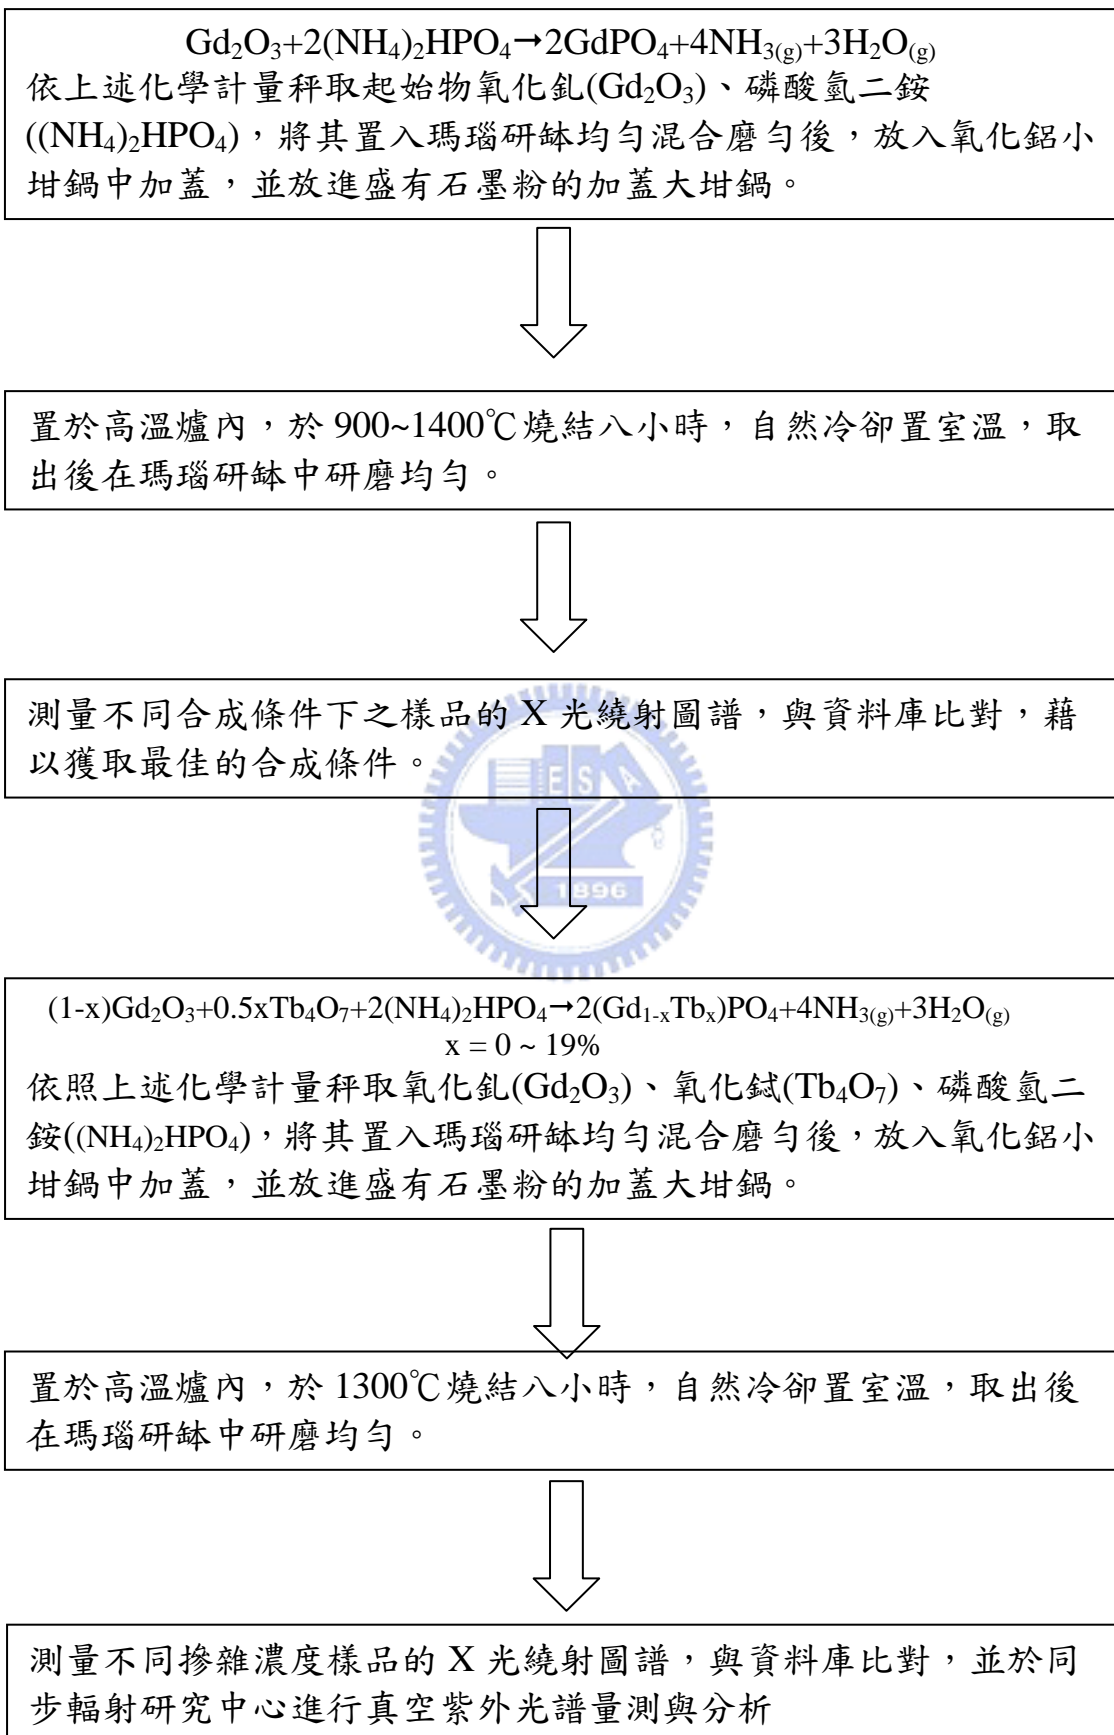 Gd₂O₃+2(NH₄)₂HPO₄→2GdPO₄+4NH₃(g)+3H₂O(g)
依上述化學計量秤取起始物氧化釓(Gd₂O₃)、磷酸氫二銨
((NH₄)₂HPO₄)，將其置入瑪瑙研缽均勻混合磨勻後，放入氧化鋁小
坩鍋中加蓋，並放進盛有石墨粉的加蓋大坩鍋。
置於高溫爐內，於 900~1400℃燒結八小時，自然冷卻置室溫，取
出後在瑪瑙研缽中研磨均勻。
測量不同合成條件下之樣品的 X 光繞射圖譜，與資料庫比對，藉
以獲取最佳的合成條件。
ESA
1896
(1-x)Gd₂O₃+0.5xTb₄O₇+2(NH₄)₂HPO₄→2(Gd₁₋ₓTbₓ)PO₄+4NH₃(g)+3H₂O(g)
x = 0 ~ 19%
依照上述化學計量秤取氧化釓(Gd₂O₃)、氧化鋱(Tb₄O₇)、磷酸氫二
銨((NH₄)₂HPO₄)，將其置入瑪瑙研缽均勻混合磨勻後，放入氧化鋁小
坩鍋中加蓋，並放進盛有石墨粉的加蓋大坩鍋。
置於高溫爐內，於 1300℃燒結八小時，自然冷卻置室溫，取出後
在瑪瑙研缽中研磨均勻。
測量不同摻雜濃度樣品的 X 光繞射圖譜，與資料庫比對，並於同
步輻射研究中心進行真空紫外光譜量測與分析